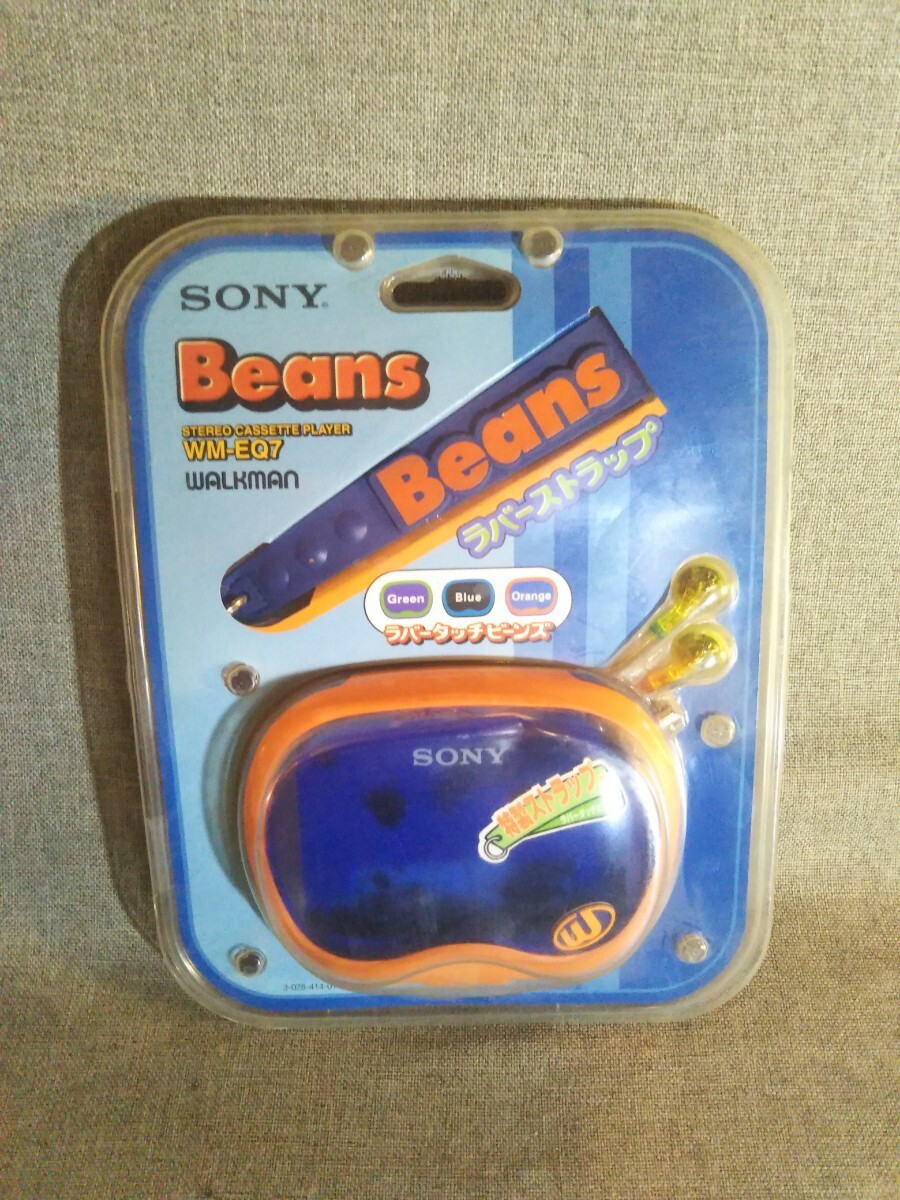 SONY
Beans
STEREO CASSETTE PLAYER
WM-EQ7
WALKMAN
Beans
ラバーストラップ
Green
Blue
Orange
ラバータッチビーンズ
SONY
特製ストラップ
W